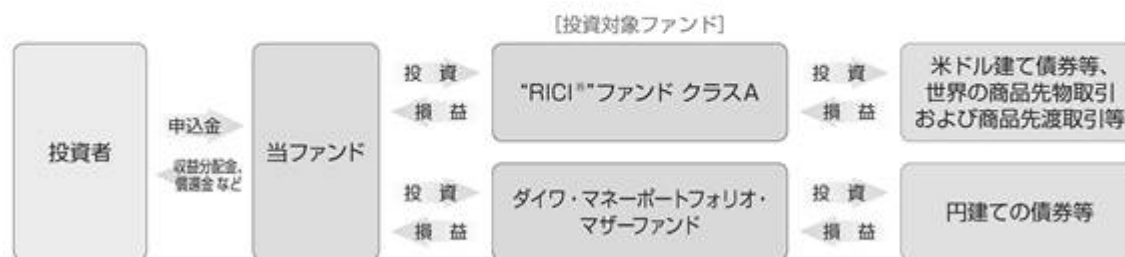 [投資対象ファンド]
投資者
申込金
収益分配金、
償還金 など
当ファンド
投 資
損 益
"RICI®"ファンド クラスA
投 資
損 益
米ドル建て債券等、
世界の商品先物取引
および商品先渡取引等
投 資
損 益
ダイワ・マネーポートフォリオ・
マザーファンド
投 資
損 益
円建ての債券等